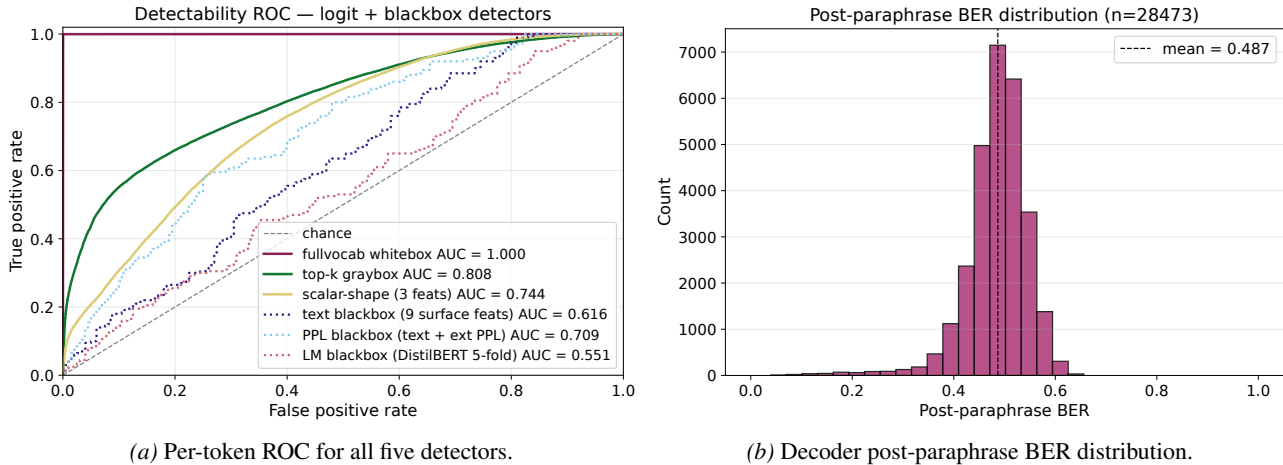 Detectability ROC — logit + blackbox detectors
True positive rate
1.0
0.8
0.6
0.4
0.2
0.0
0.0 0.2 0.4 0.6 0.8 1.0
False positive rate
chance
fullvocab whitebox AUC = 1.000
top-k graybox AUC = 0.808
scalar-shape (3 feats) AUC = 0.744
text blackbox (9 surface feats) AUC = 0.616
PPL blackbox (text + ext PPL) AUC = 0.709
LM blackbox (DistilBERT 5-fold) AUC = 0.551
(a) Per-token ROC for all five detectors.
Post-paraphrase BER distribution (n=28473)
Count
7000
6000
5000
4000
3000
2000
1000
0
0.0 0.2 0.4 0.6 0.8 1.0
Post-paraphrase BER
mean = 0.487
(b) Decoder post-paraphrase BER distribution.